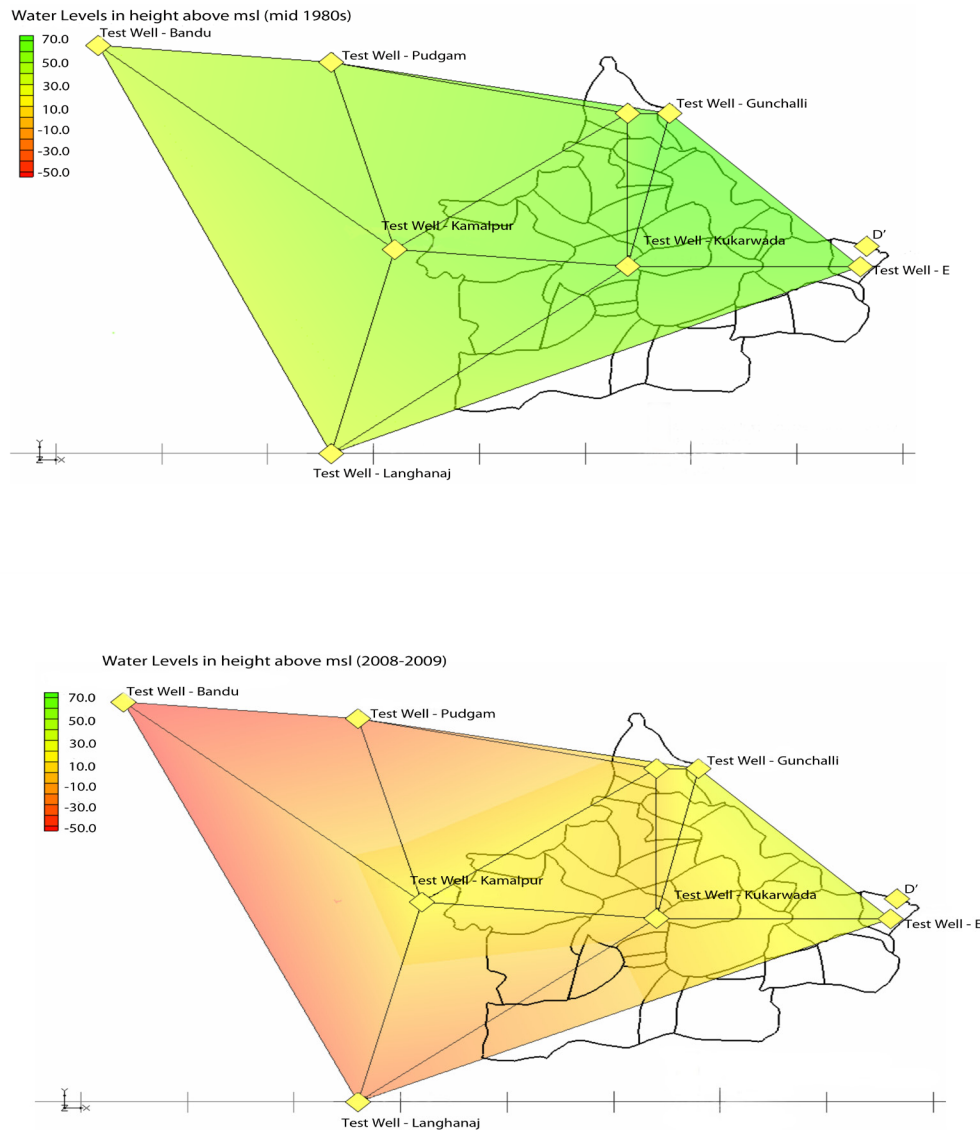 Water Levels in height above msl (mid 1980s)
Test Well - Bandu
70.0
50.0
30.0
10.0
-10.0
-30.0
-50.0
Test Well - Pudgam
Test Well - Gunchalli
Test Well - Kamalpur
Test Well - Kukarwada
D’
Test Well - E
Y
Z X
Test Well - Langhanaj
Water Levels in height above msl (2008-2009)
Test Well - Bandu
70.0
50.0
30.0
10.0
-10.0
-30.0
-50.0
Test Well - Pudgam
Test Well - Gunchalli
Test Well - Kamalpur
Test Well - Kukarwada
D’
Test Well - E
Y
Z X
Test Well - Langhanaj